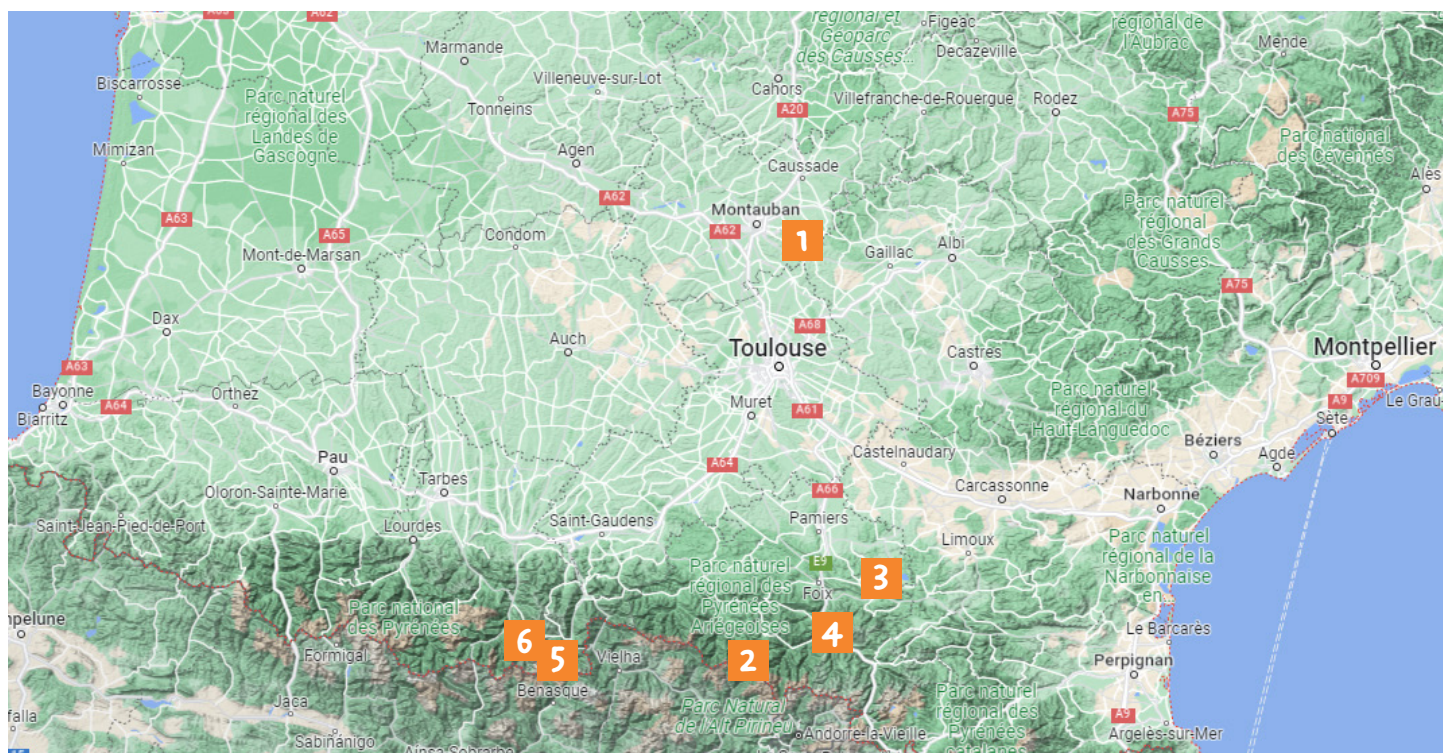 A63
A62
régional et
Géoparc
des Causses...
Figeac
Decazeville
régional de
l'Aubrac
Mende
Marmande
Biscarrosse
Villeneuve-sur-Lot
Cahors
Tonneins
Villefranche-de-Rouergue
Rodez
A20
A75
Parc naturel
régional des
Landes de
Gascogne
Parc national
des Cévennes
Mimizan
Agen
Caussade
Alès
A62
A63
A65
Montauban
A62
1
Condom
Gaillac
Albi
Parc naturel
régional
des Grands
Causses...
Mont-de-Marsan
A75
Dax
A68
Auch
Toulouse
Castres
Montpellier
A63
A709
Bayonne
A64
Orthez
Biarritz
Muret
A61
Parc naturel
régional du
Haut-Languedoc
A9
Le Grau-
Sète
Béziers
Agde
Pau
Tarbes
A64
Castelnaudary
A66
Carcassonne
Narbonne
Oloron-Sainte-Marie
Saint-Jean-Pied-de-Port
Lourdes
Saint-Gaudens
Pamiers
Limoux
Parc naturel
régional de la
Narbonnaise
en...
E9
3
Foix
Parc naturel
régional des
Pyrénées
Ariégeoises
Parc national
des Pyrénées
6
5
4
2
Le Barcarès
mpelune
Formigal
Vielha
Perpignan
Benasque
Jaca
Parc Natural
de l'Alt Pirineu
Parc naturel
régional des
Pyrénées
catalanes
A9
Argelès-sur-Mer
falla
Sabiñánigo
Andorre-la-Vieille
Aínsa-Sobrarbe